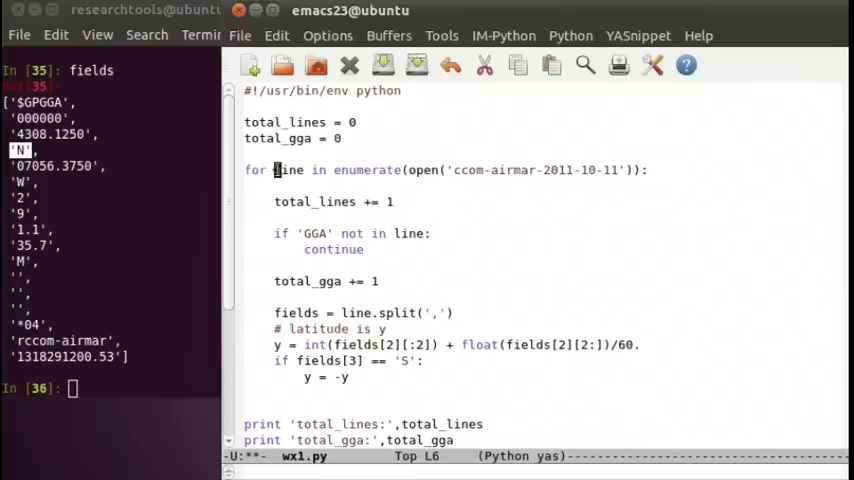 researchtools@ubuntu
File Edit View Search Termi
In [35]: fields
Out[35]:
['$GPGGA',
'000000',
'4308.1250',
'N',
'07056.3750',
'W',
'2',
'9',
'1.1',
'35.7',
'M',
'',
'',
'',
'*04',
'rccom-airmar',
'1318291200.53']
In [36]:
emacs23@ubuntu
File Edit Options Buffers Tools IM-Python Python YASnippet Help
#!/usr/bin/env python
total_lines = 0
total_gga = 0
for line in enumerate(open('ccom-airmar-2011-10-11')):
total_lines += 1
if 'GGA' not in line:
continue
total_gga += 1
fields = line.split(',')
# latitude is y
y = int(fields[2][:2]) + float(fields[2][2:])/60.
if fields[3] == 'S':
y = -y
print 'total_lines:',total_lines
print 'total_gga:',total_gga
-U:**- wx1.py Top L6 (Python yas)--------------------------------------